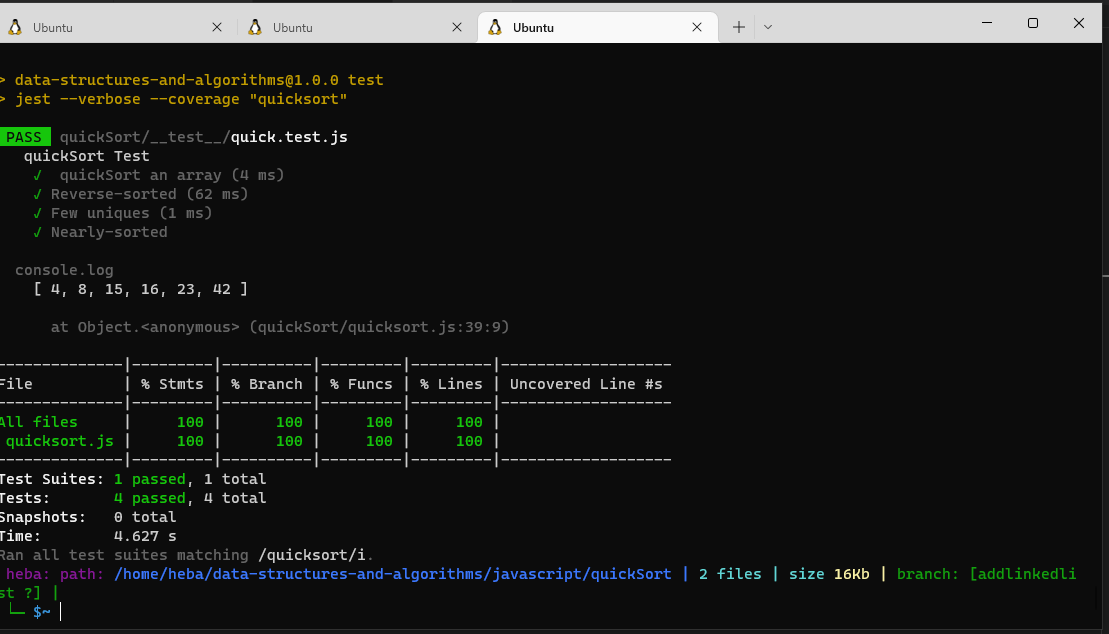 Ubuntu
Ubuntu
Ubuntu
> data-structures-and-algorithms@1.0.0 test
> jest --verbose --coverage "quicksort"
PASS quickSort/__test__/quick.test.js
quickSort Test
√ quickSort an array (4 ms)
√ Reverse-sorted (62 ms)
√ Few uniques (1 ms)
√ Nearly-sorted
console.log
[ 4, 8, 15, 16, 23, 42 ]
at Object.<anonymous> (quickSort/quicksort.js:39:9)
--------------|---------|----------|---------|---------|-------------------
File | % Stmts | % Branch | % Funcs | % Lines | Uncovered Line #s
--------------|---------|----------|---------|---------|-------------------
All files | 100 | 100 | 100 | 100 |
quicksort.js | 100 | 100 | 100 | 100 |
--------------|---------|----------|---------|---------|-------------------
Test Suites: 1 passed, 1 total
Tests: 4 passed, 4 total
Snapshots: 0 total
Time: 4.627 s
Ran all test suites matching /quicksort/i.
heba: path: /home/heba/data-structures-and-algorithms/javascript/quickSort | 2 files | size 16Kb | branch: [addlinkedli
st ?] |
└─ $~